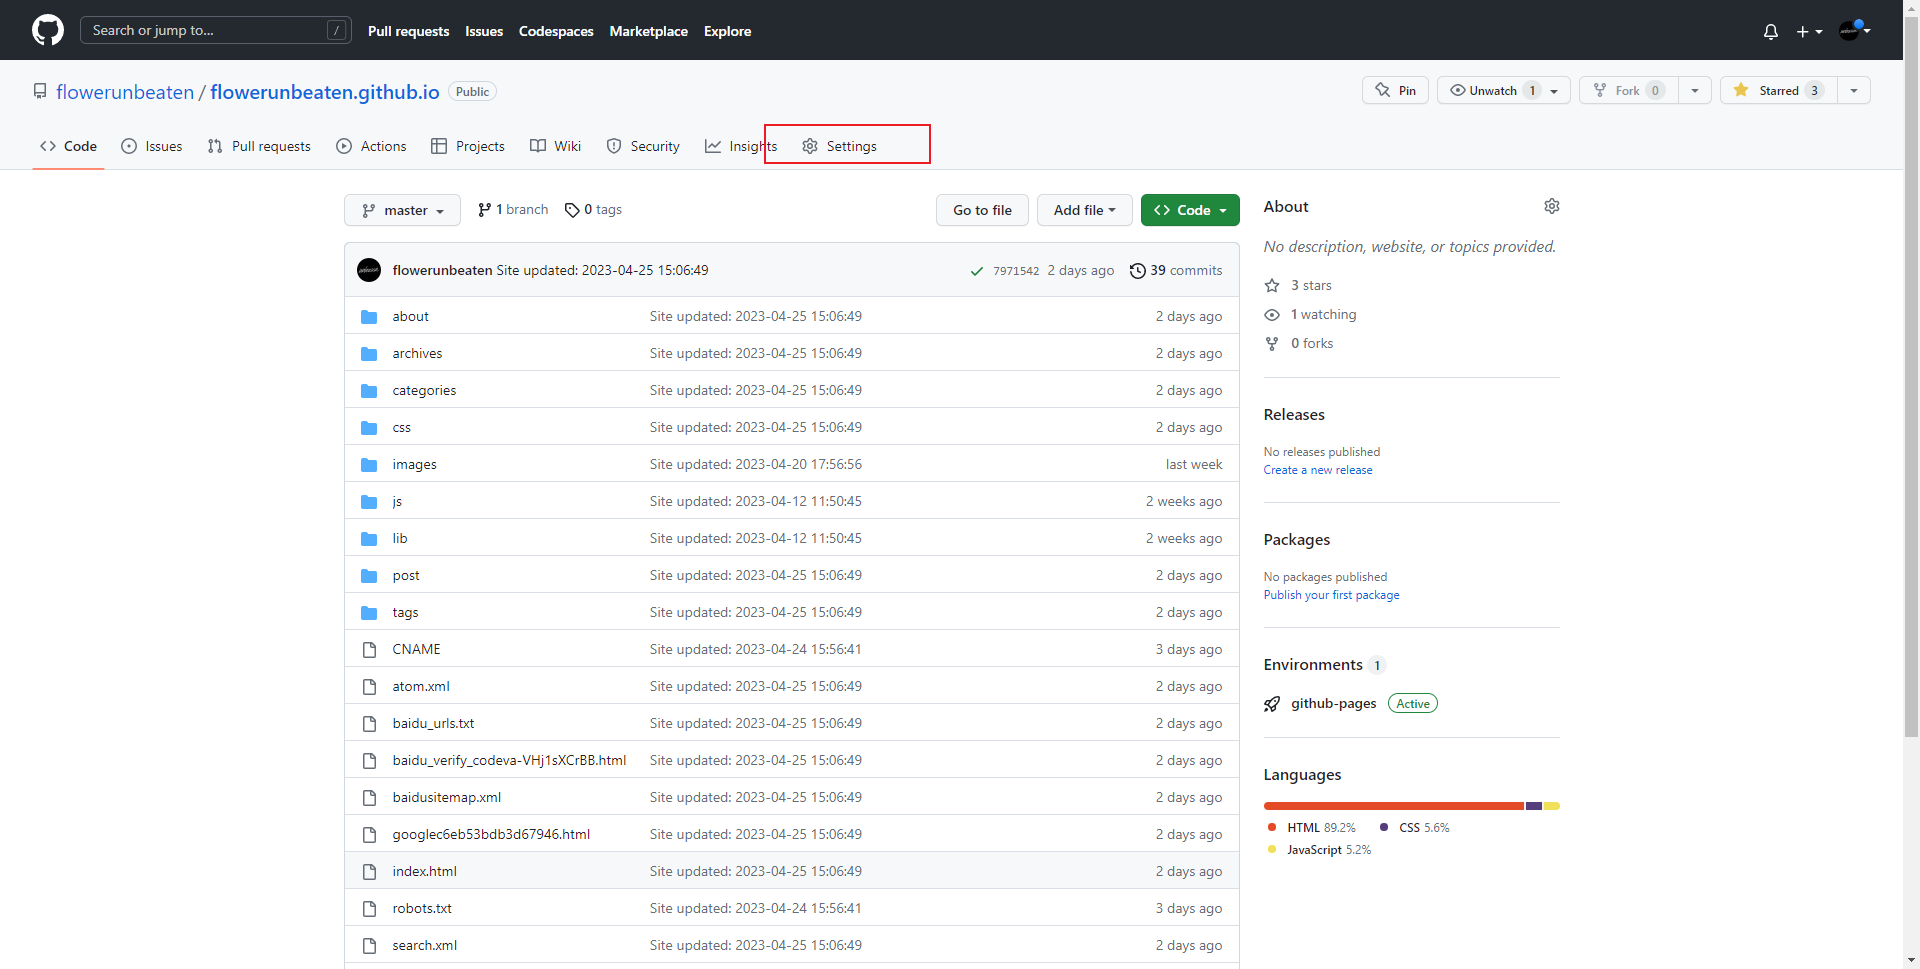 Search or jump to... /
Pull requests Issues Codespaces Marketplace Explore
flowerunbeaten / flowerunbeaten.github.io Public
Pin Unwatch 1 Fork 0 Starred 3
Code Issues Pull requests Actions Projects Wiki Security Insights Settings
master 1 branch 0 tags Go to file Add file Code
flowerunbeaten Site updated: 2023-04-25 15:06:49 7971542 2 days ago 39 commits
about Site updated: 2023-04-25 15:06:49 2 days ago
archives Site updated: 2023-04-25 15:06:49 2 days ago
categories Site updated: 2023-04-25 15:06:49 2 days ago
css Site updated: 2023-04-25 15:06:49 2 days ago
images Site updated: 2023-04-20 17:56:56 last week
js Site updated: 2023-04-12 11:50:45 2 weeks ago
lib Site updated: 2023-04-12 11:50:45 2 weeks ago
post Site updated: 2023-04-25 15:06:49 2 days ago
tags Site updated: 2023-04-25 15:06:49 2 days ago
CNAME Site updated: 2023-04-24 15:56:41 3 days ago
atom.xml Site updated: 2023-04-25 15:06:49 2 days ago
baidu_urls.txt Site updated: 2023-04-25 15:06:49 2 days ago
baidu_verify_codeva-VHj1sXCrBB.html Site updated: 2023-04-25 15:06:49 2 days ago
baidusitemap.xml Site updated: 2023-04-25 15:06:49 2 days ago
googlec6eb53bdb3d67946.html Site updated: 2023-04-25 15:06:49 2 days ago
index.html Site updated: 2023-04-25 15:06:49 2 days ago
robots.txt Site updated: 2023-04-24 15:56:41 3 days ago
search.xml Site updated: 2023-04-25 15:06:49 2 days ago
About
No description, website, or topics provided.
3 stars
1 watching
0 forks
Releases
No releases published
Create a new release
Packages
No packages published
Publish your first package
Environments 1
github-pages Active
Languages
HTML 89.2% CSS 5.6%
JavaScript 5.2%